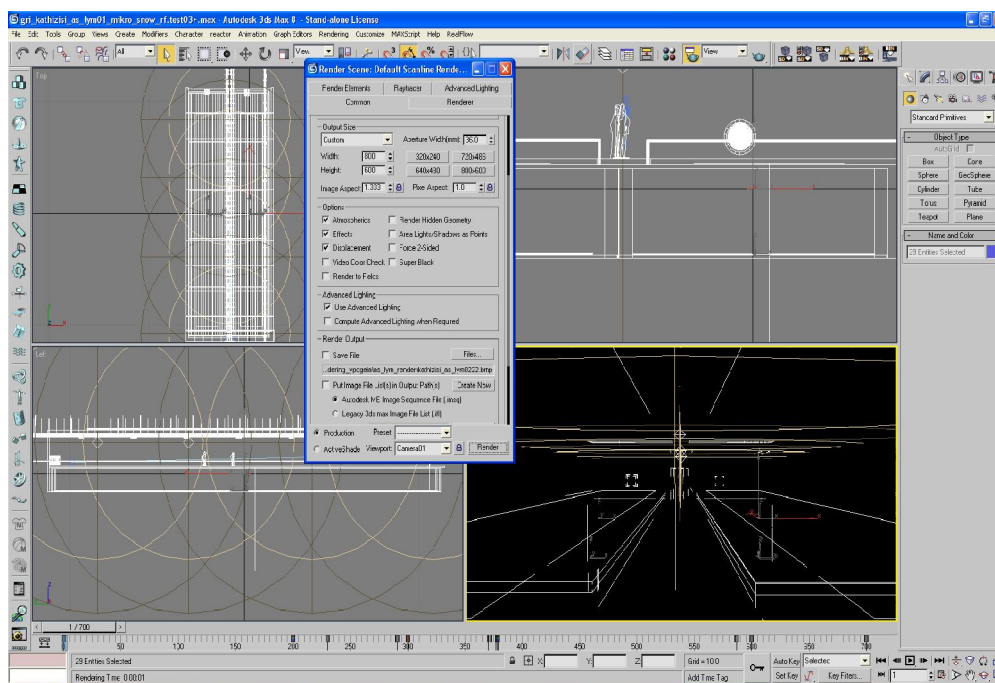 gri_kathizisi_as_lym01_mikro_snow_rf.test03+.max - Autodesk 3ds Max 8 - Stand-alone License
File Edit Tools Group Views Create Modifiers Character reactor Animation Graph Editors Rendering Customize MAXScript Help RealFlow
All View View
Top
Render Scene: Default Scanline Rende...
Render Elements Raytracer Advanced Lighting
Common Renderer
Output Size
Custom Aperture Width(mm): 36.0
Width: 800 320x240 720x486
Height: 600 640x480 800x600
Image Aspect: 1.333 Pixel Aspect: 1.0
Options
Atmospherics Render Hidden Geometry
Effects Area Lights/Shadows as Points
Displacement Force 2-Sided
Video Color Check Super Black
Render to Fields
Advanced Lighting
Use Advanced Lighting
Compute Advanced Lighting when Required
Render Output
Save File Files...
Put Image File List(s) in Output Path(s) Create Now
Autodesk ME Image Sequence File (.imsq)
Legacy 3ds max Image File List (.ifl)
Production Preset:
ActiveShade Viewport: Camera01 Render
Standard Primitives
- Object Type
AutoGrid
Box Cone
Sphere GeoSphere
Cylinder Tube
Torus Pyramid
Teapot Plane
- Name and Color
29 Entities Selected
Left
1 / 700
50 100 150 200 250 300 350 400 450 500 550 600 650 700
29 Entities Selected X: Y: Z: Grid = 100 Auto Key Selected
Rendering Time 0:00:01 Add Time Tag Set Key Key Filters... 1